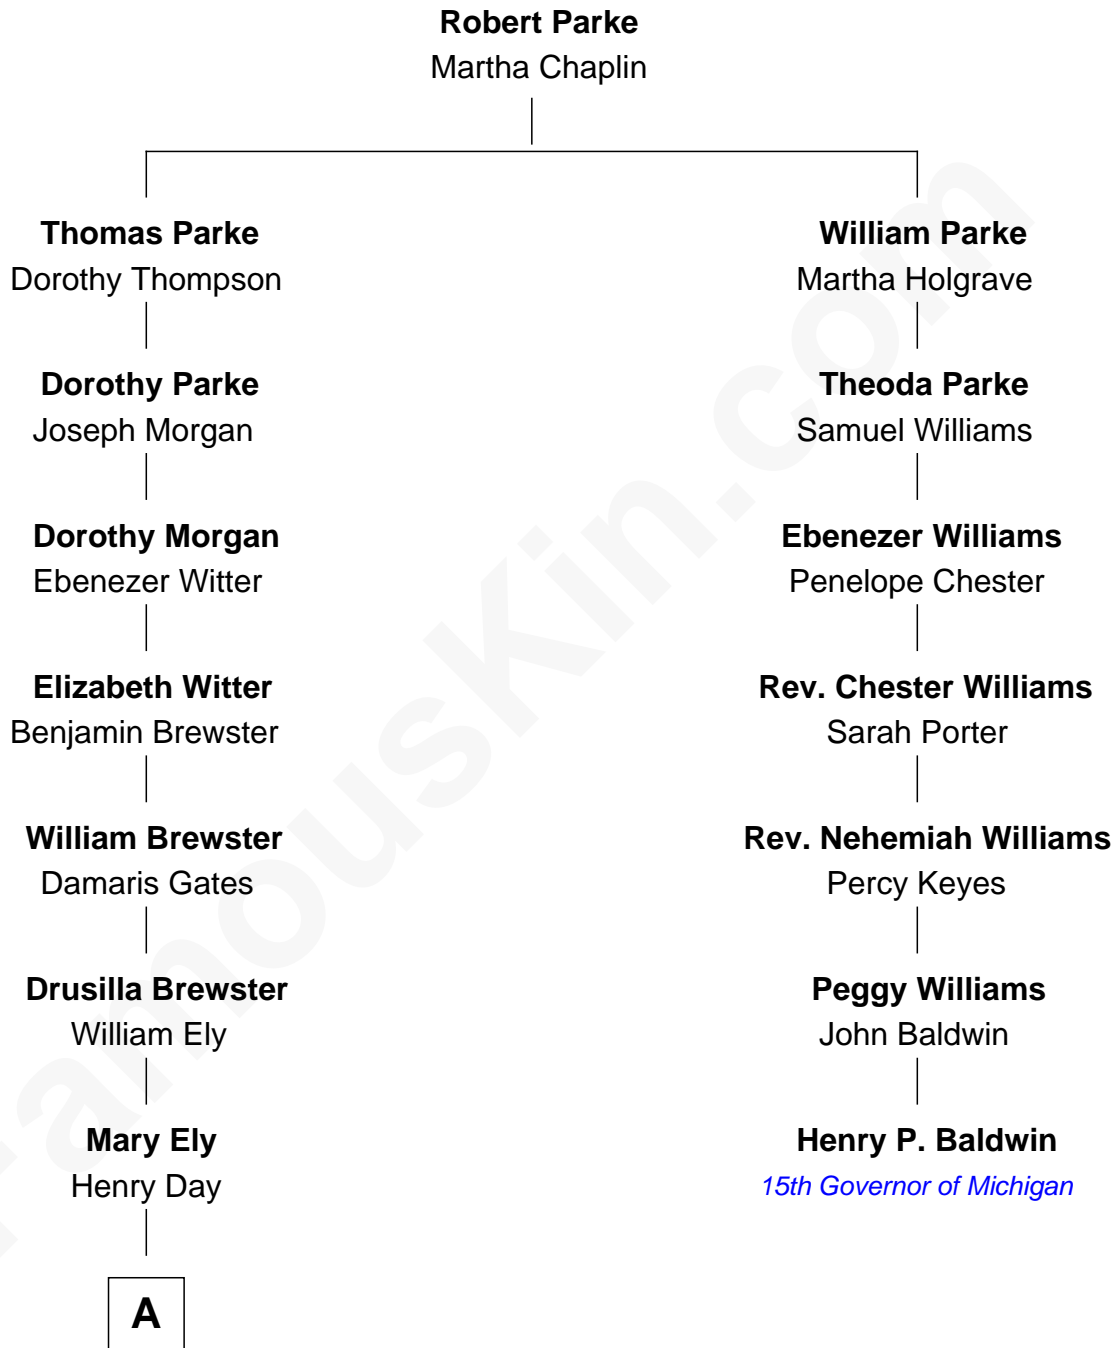 Robert Parke
Martha Chaplin
Thomas Parke
Dorothy Thompson
William Parke
Martha Holgrave
Dorothy Parke
Joseph Morgan
Theoda Parke
Samuel Williams
Dorothy Morgan
Ebenezer Witter
Ebenezer Williams
Penelope Chester
Elizabeth Witter
Benjamin Brewster
Rev. Chester Williams
Sarah Porter
William Brewster
Damaris Gates
Rev. Nehemiah Williams
Percy Keyes
Drusilla Brewster
William Ely
Peggy Williams
John Baldwin
Mary Ely
Henry Day
Henry P. Baldwin
15th Governor of Michigan
A
FamousKin.com